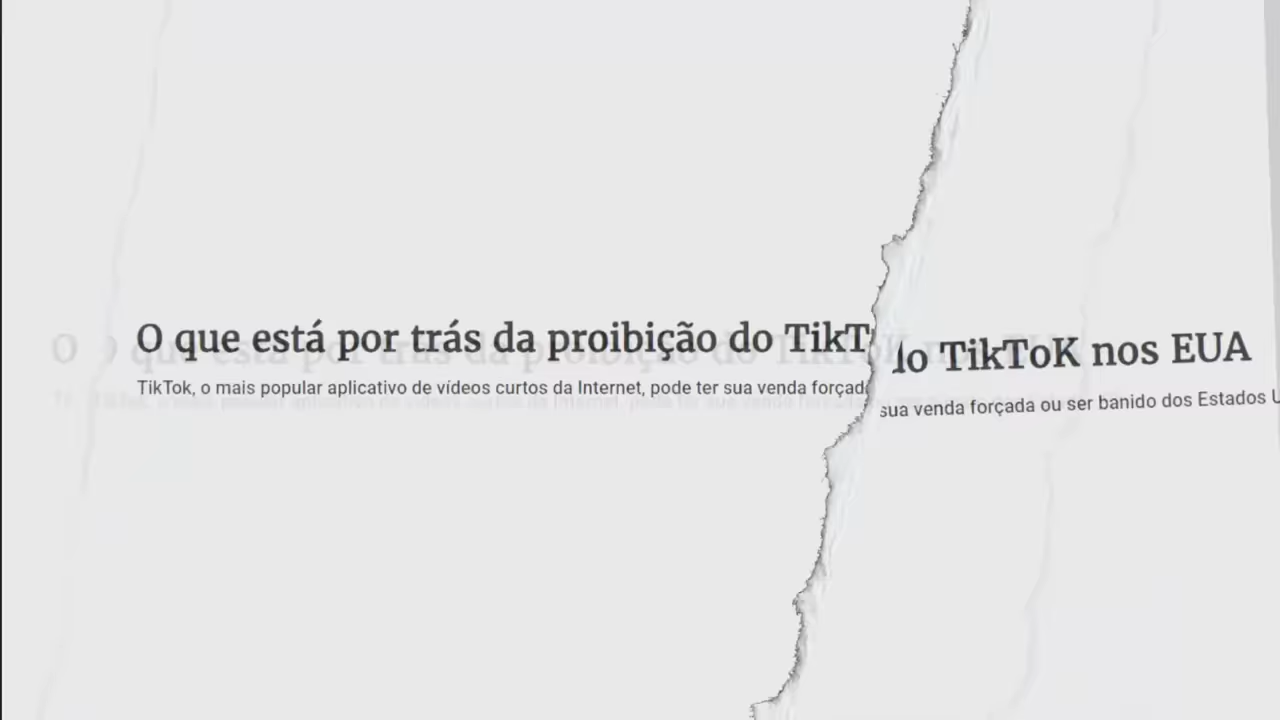 O que está por trás da proibição do TikT lo TikToK nos EUA
TikTok, o mais popular aplicativo de vídeos curtos da Internet, pode ter sua venda forçad sua venda forçada ou ser banido dos Estados U